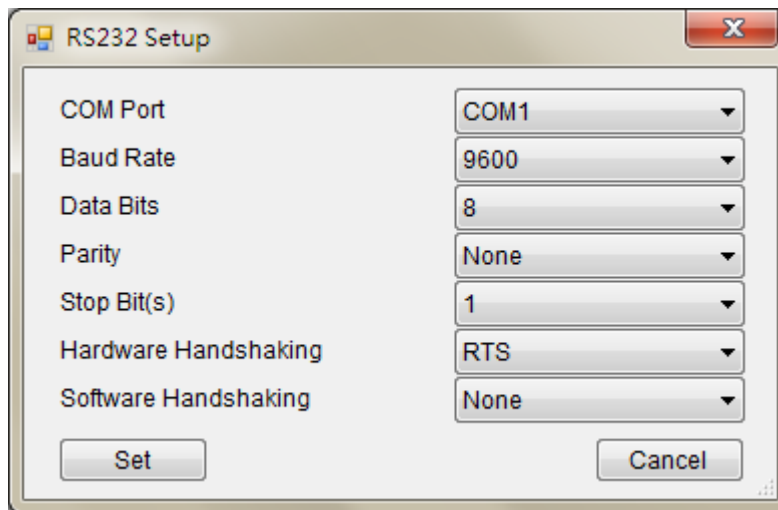 RS232 Setup
COM Port COM1
Baud Rate 9600
Data Bits 8
Parity None
Stop Bit(s) 1
Hardware Handshaking RTS
Software Handshaking None
Set Cancel